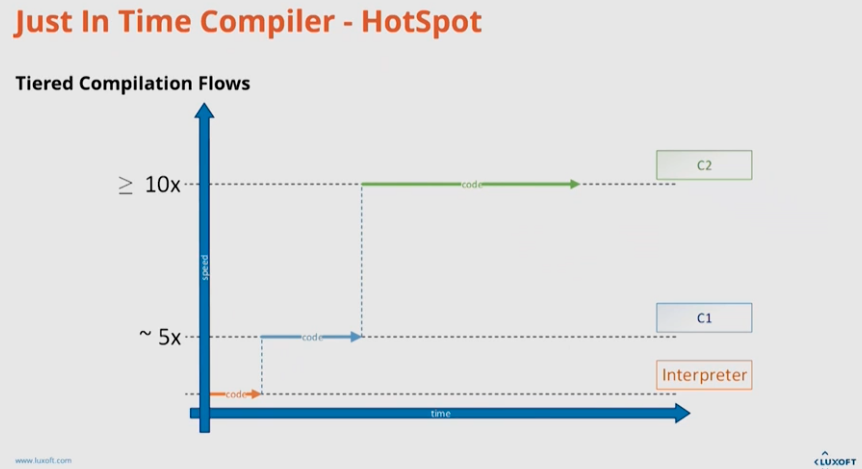 Just In Time Compiler - HotSpot
Tiered Compilation Flows
≥ 10x
code
C2
speed
~ 5x
code
C1
code
Interpreter
time
www.luxoft.com
LUXOFT